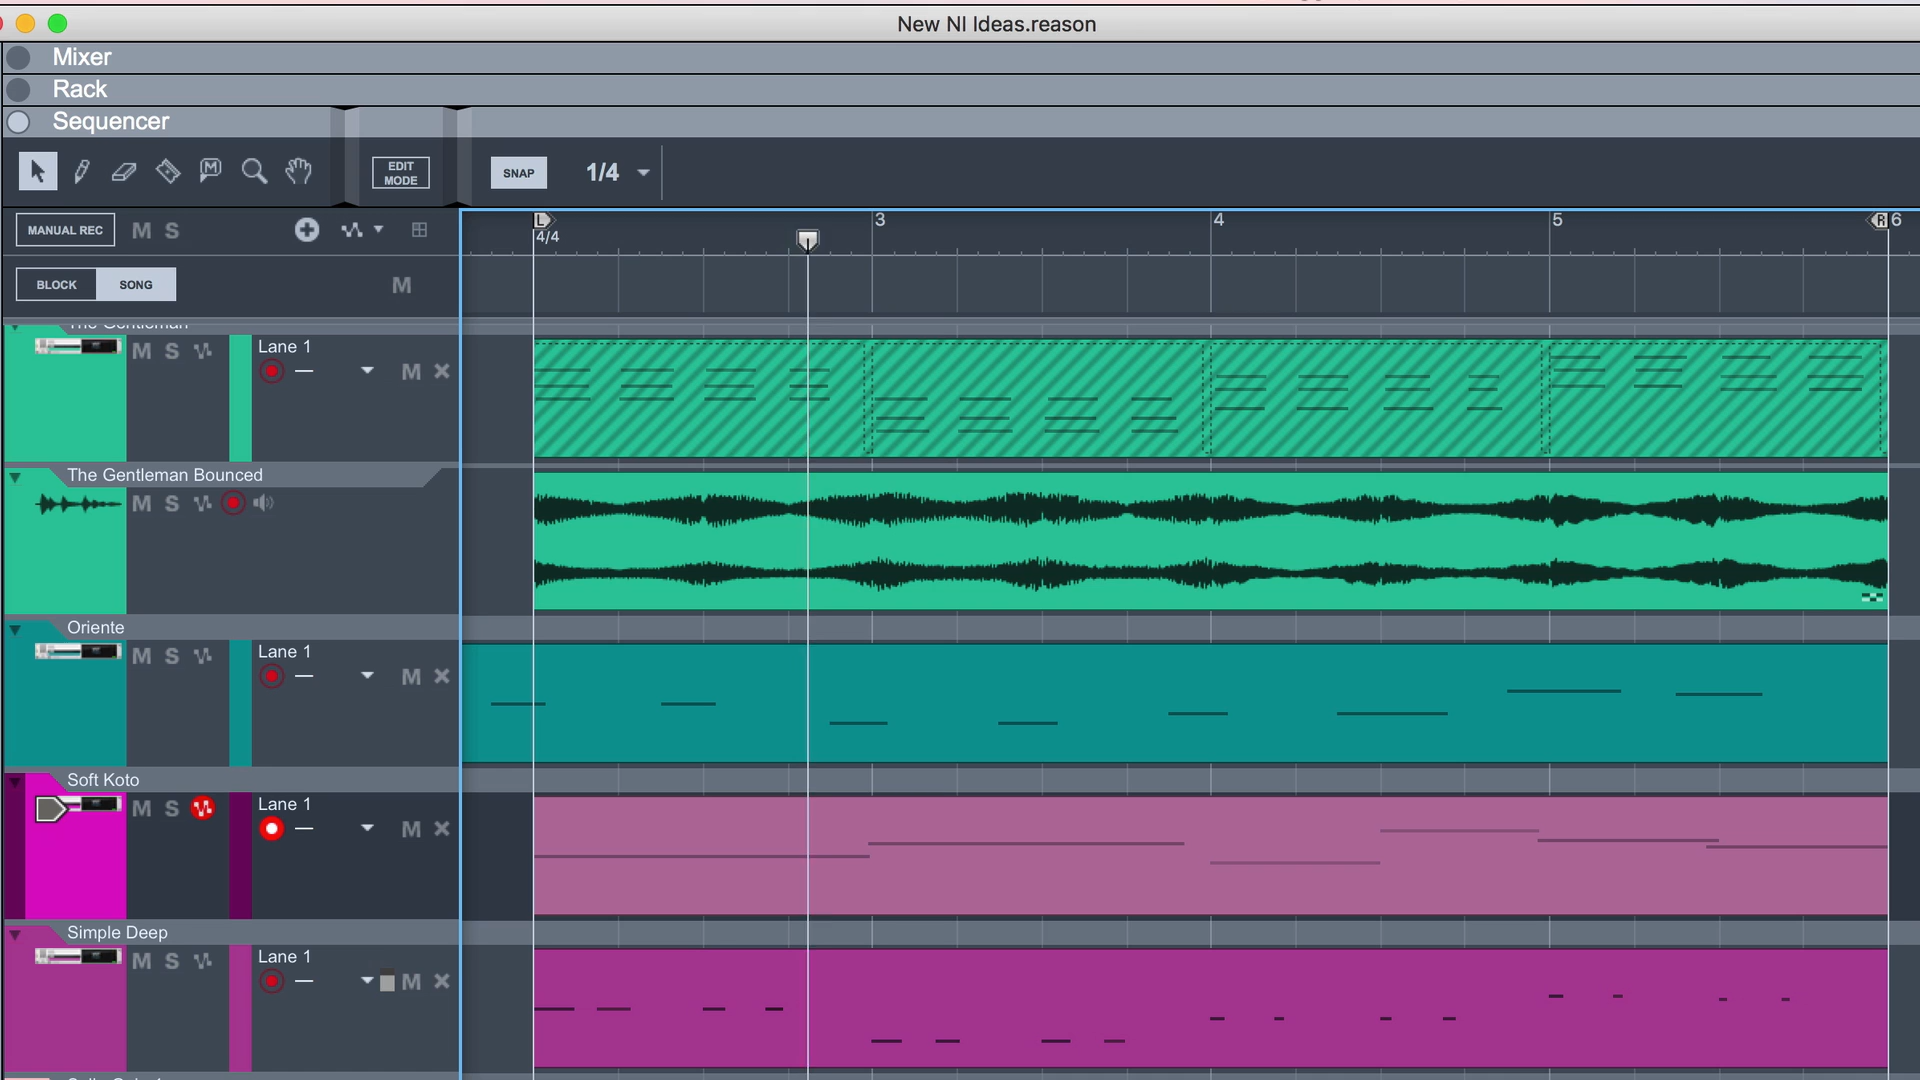 New NI Ideas.reason
Mixer
Rack
Sequencer
EDIT
MODE
SNAP
1/4
MANUAL REC
M S
L
3
4
5
R
6
4/4
BLOCK
SONG
M
The Gentleman
M S
Lane 1
M
The Gentleman Bounced
M S
Oriente
M S
Lane 1
M
Soft Koto
M S
Lane 1
M
Simple Deep
M S
Lane 1
M